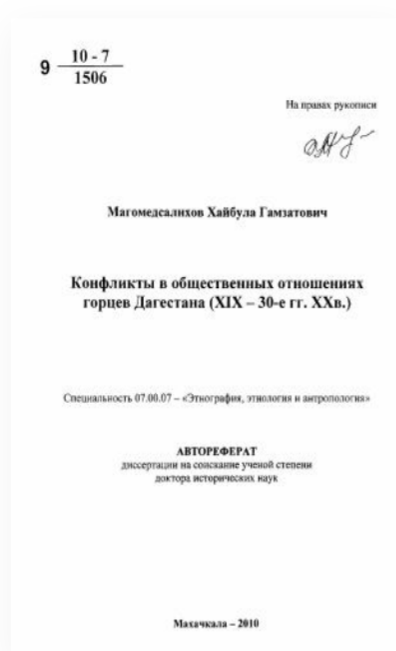 9 10 - 7
1506
На правах рукописи
Магомедсалихов Хайбула Гамзатович
Конфликты в общественных отношениях
горцев Дагестана (XIX – 30-е гг. XXв.)
Специальность 07.00.07 – «Этнография, этнология и антропология»
АВТОРЕФЕРАТ
диссертации на соискание ученой степени
доктора исторических наук
Махачкала – 2010